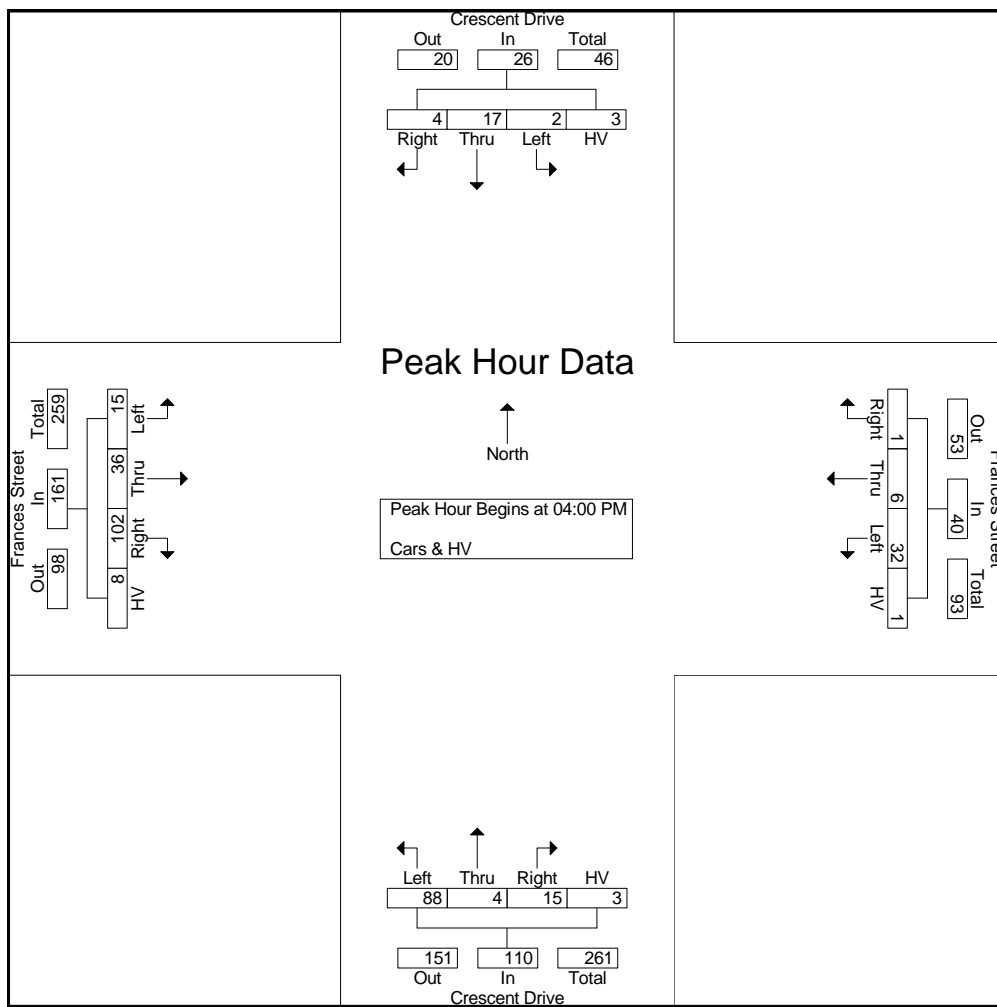 Crescent Drive
Out In Total
20 26 46
4 17 2 3
Right Thru Left HV
Peak Hour Data
North
Peak Hour Begins at 04:00 PM
Cars & HV
Frances Street
Total In Out
259 161 98
15 36 102 8
Left Thru Right HV
Frances Street
Out In Total
53 40 93
1 6 32 1
Right Thru Left HV
Left Thru Right HV
88 4 15 3
151 110 261
Out In Total
Crescent Drive